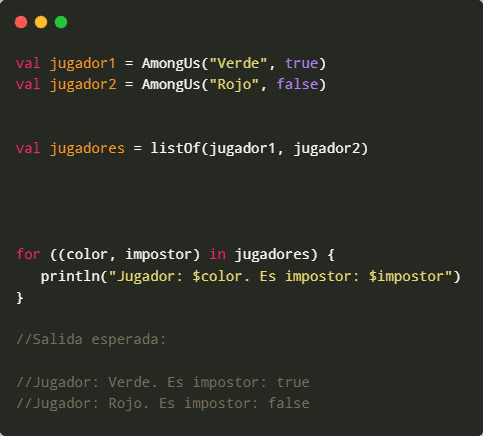 val jugador1 = AmongUs("Verde", true)
val jugador2 = AmongUs("Rojo", false)
val jugadores = listOf(jugador1, jugador2)
for ((color, impostor) in jugadores) {
   println("Jugador: $color. Es impostor: $impostor")
}
//Salida esperada:
//Jugador: Verde. Es impostor: true
//Jugador: Rojo. Es impostor: false